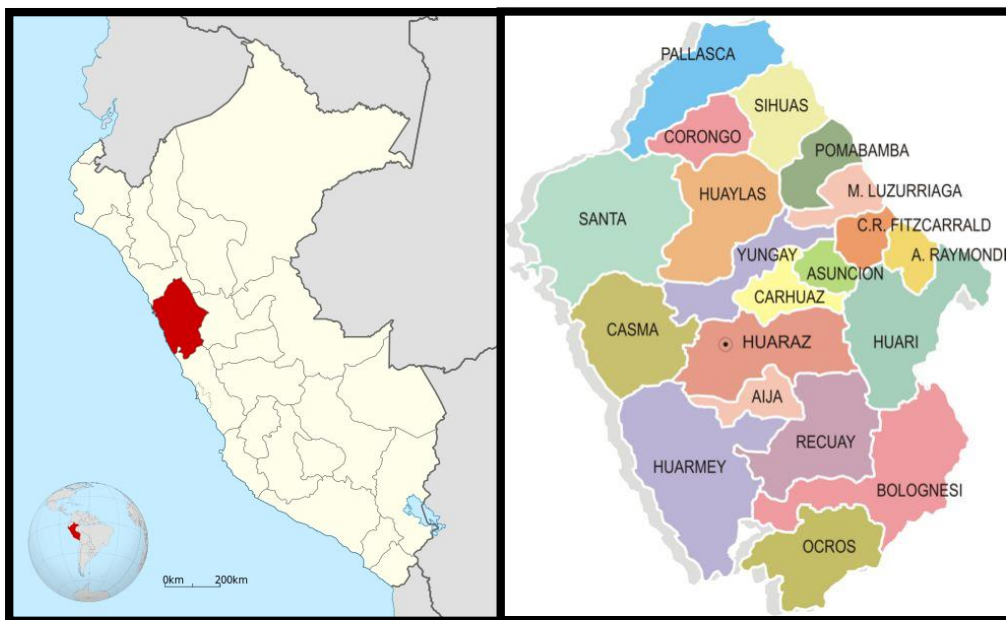 0km 200km
PALLASCA
SIHUAS
CORONGO
POMABAMBA
HUAYLAS
M. LUZURRIAGA
SANTA
C.R. FITZCARRALD
YUNGAY
A. RAYMONDI
ASUNCION
CARHUAZ
CASMA
HUARAZ
HUARI
AIJA
RECUAY
HUARMEY
BOLOGNESI
OCROS